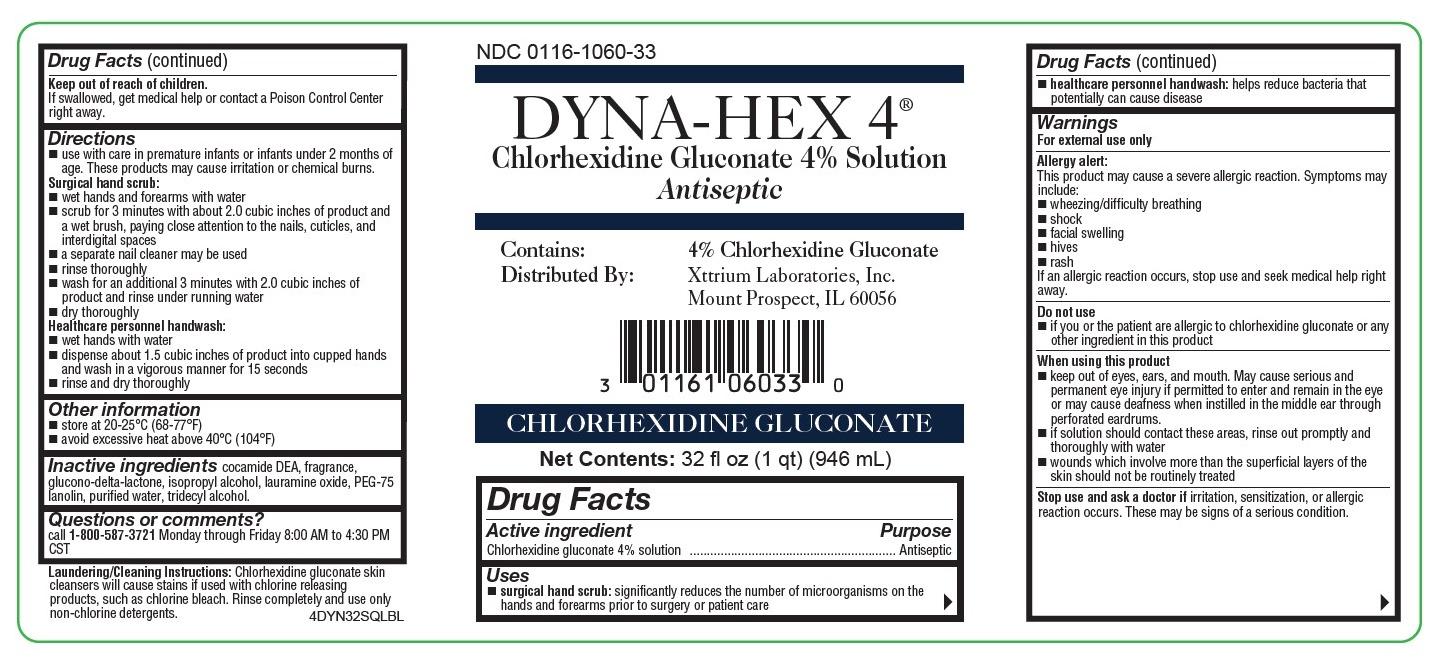 NDC 0116-1060-33
DYNA-HEX 4®
Chlorhexidine Gluconate 4% Solution
Antiseptic
Contains: 4% Chlorhexidine Gluconate
Distributed By: Xttrium Laboratories, Inc.
Mount Prospect, IL 60056
3 01161 06033 0
CHLORHEXIDINE GLUCONATE
Net Contents: 32 fl oz (1 qt) (946 mL)
Drug Facts
Active ingredient Purpose
Chlorhexidine gluconate 4% solution ............................................................. Antiseptic
Uses
■ surgical hand scrub: significantly reduces the number of microorganisms on the
hands and forearms prior to surgery or patient care
Drug Facts (continued)
■ healthcare personnel handwash: helps reduce bacteria that
potentially can cause disease
Warnings
For external use only
Allergy alert:
This product may cause a severe allergic reaction. Symptoms may
include:
■ wheezing/difficulty breathing
■ shock
■ facial swelling
■ hives
■ rash
If an allergic reaction occurs, stop use and seek medical help right
away.
Do not use
■ if you or the patient are allergic to chlorhexidine gluconate or any
other ingredient in this product
When using this product
■ keep out of eyes, ears, and mouth. May cause serious and
permanent eye injury if permitted to enter and remain in the eye
or may cause deafness when instilled in the middle ear through
perforated eardrums.
■ if solution should contact these areas, rinse out promptly and
thoroughly with water
■ wounds which involve more than the superficial layers of the
skin should not be routinely treated
Stop use and ask a doctor if irritation, sensitization, or allergic
reaction occurs. These may be signs of a serious condition.
Drug Facts (continued)
Keep out of reach of children.
If swallowed, get medical help or contact a Poison Control Center
right away.
Directions
■ use with care in premature infants or infants under 2 months of
age. These products may cause irritation or chemical burns.
Surgical hand scrub:
■ wet hands and forearms with water
■ scrub for 3 minutes with about 2.0 cubic inches of product and
a wet brush, paying close attention to the nails, cuticles, and
interdigital spaces
■ a separate nail cleaner may be used
■ rinse thoroughly
■ wash for an additional 3 minutes with 2.0 cubic inches of
product and rinse under running water
■ dry thoroughly
Healthcare personnel handwash:
■ wet hands with water
■ dispense about 1.5 cubic inches of product into cupped hands
and wash in a vigorous manner for 15 seconds
■ rinse and dry thoroughly
Other information
■ store at 20-25°C (68-77°F)
■ avoid excessive heat above 40°C (104°F)
Inactive ingredients cocamide DEA, fragrance,
glucono-delta-lactone, isopropyl alcohol, lauramine oxide, PEG-75
lanolin, purified water, tridecyl alcohol.
Questions or comments?
call 1-800-587-3721 Monday through Friday 8:00 AM to 4:30 PM
CST
Laundering/Cleaning Instructions: Chlorhexidine gluconate skin
cleansers will cause stains if used with chlorine releasing
products, such as chlorine bleach. Rinse completely and use only
non-chlorine detergents.
4DYN32SQLBL